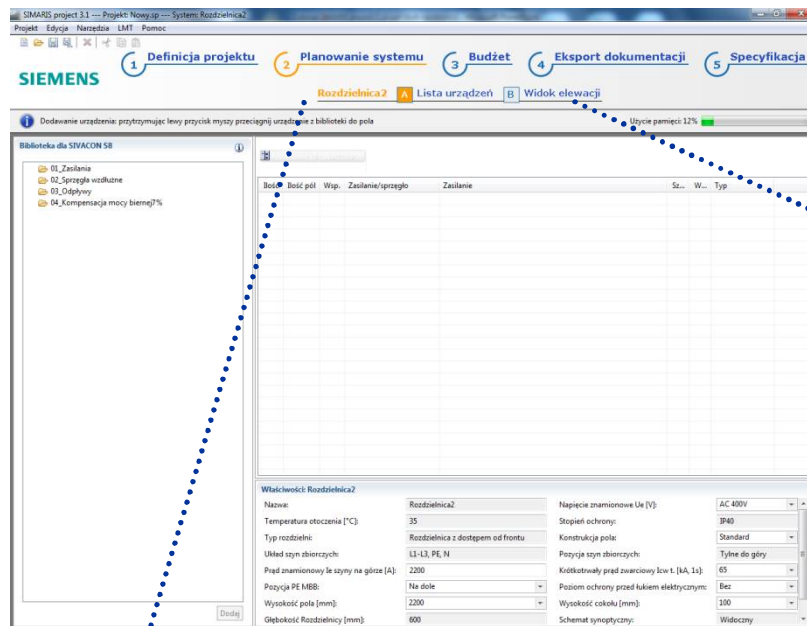 SIMARIS project 3.1 --- Projekt: Nowy.sp --- System: Rozdzielnica2
Projekt Edycja Narzędzia LMT Pomoc
SIEMENS
1 Definicja projektu 2 Planowanie systemu 3 Budżet 4 Eksport dokumentacji 5 Specyfikacja
Rozdzielnica2 A Lista urządzeń B Widok elewacji
Dodawanie urządzenia: przytrzymując lewy przycisk myszy przeciągnij urządzenie z biblioteki do pola Użycie pamięci: 12%
Biblioteka dla SIVACON S8
01_Zasilania
02_Sprzęgła wzdłużne
03_Odpływy
04_Kompensacja mocy biernej7%
Ilość Ilość pól Wsp. Zasilanie/sprzęgło Zasilanie Sz... W... Typ
Dodaj
Właściwości: Rozdzielnica2
Nazwa: Rozdzielnica2 Napięcie znamionowe Ue [V]: AC 400V
Temperatura otoczenia [°C]: 35 Stopień ochrony: IP40
Typ rozdzielni: Rozdzielnica z dostępem od frontu Konstrukcja pola: Standard
Układ szyn zbiorczych: L1-L3, PE, N Pozycja szyn zbiorczych: Tylne do góry
Prąd znamionowy Ie szyny na górze [A]: 2200 Krótkotrwały prąd zwarciowy Icw t. [kA, 1s]: 65
Pozycja PE MBB: Na dole Poziom ochrony przed łukiem elektrycznym: Bez
Wysokość pola [mm]: 2200 Wysokość cokołu [mm]: 100
Głębokość Rozdzielnicy [mm]: 600 Schemat synoptyczny: Widoczny